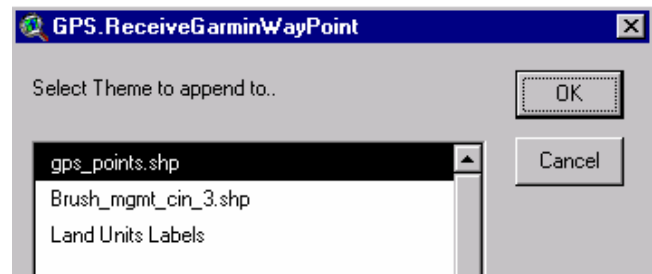 GPS.ReceiveGarminWayPoint
Select Theme to append to..
OK
gps_points.shp
Cancel
Brush_mgmt_cin_3.shp
Land Units Labels